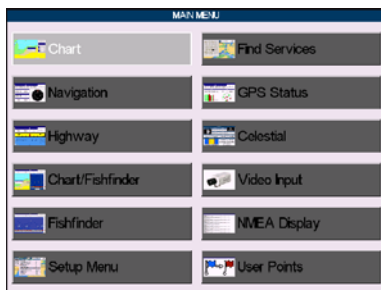 MAIN MENU
Chart
Find Services
Navigation
GPS Status
Highway
Celestial
Chart/Fishfinder
Video Input
Fishfinder
NMEA Display
Setup Menu
User Points